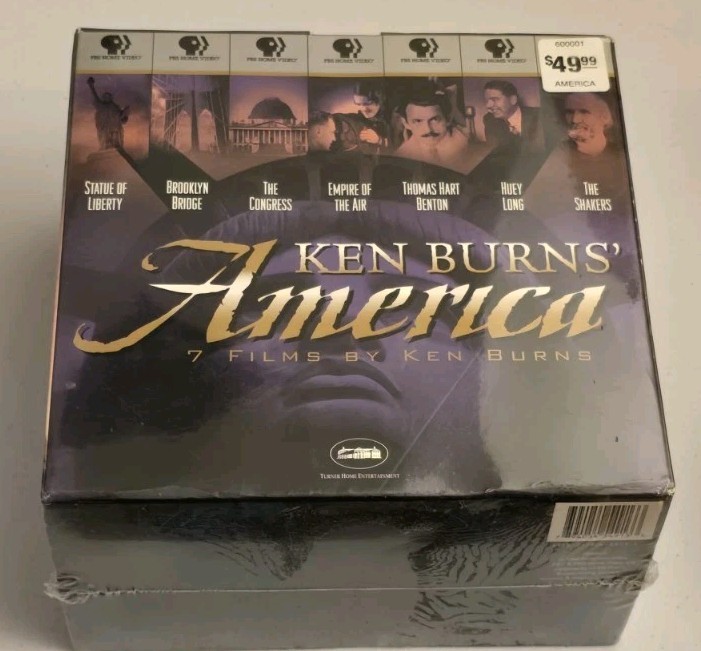 PBS HOME VIDEO
PBS HOME VIDEO
PBS HOME VIDEO
PBS HOME VIDEO
PBS HOME VIDEO
PBS HOME VIDEO
600001
$49.99
AMERICA
STATUE OF
LIBERTY
BROOKLYN
BRIDGE
THE
CONGRESS
EMPIRE OF
THE AIR
THOMAS HART
BENTON
HUEY
LONG
THE
SHAKERS
KEN BURNS'
America
7 FILMS BY KEN BURNS
TURNER HOME ENTERTAINMENT